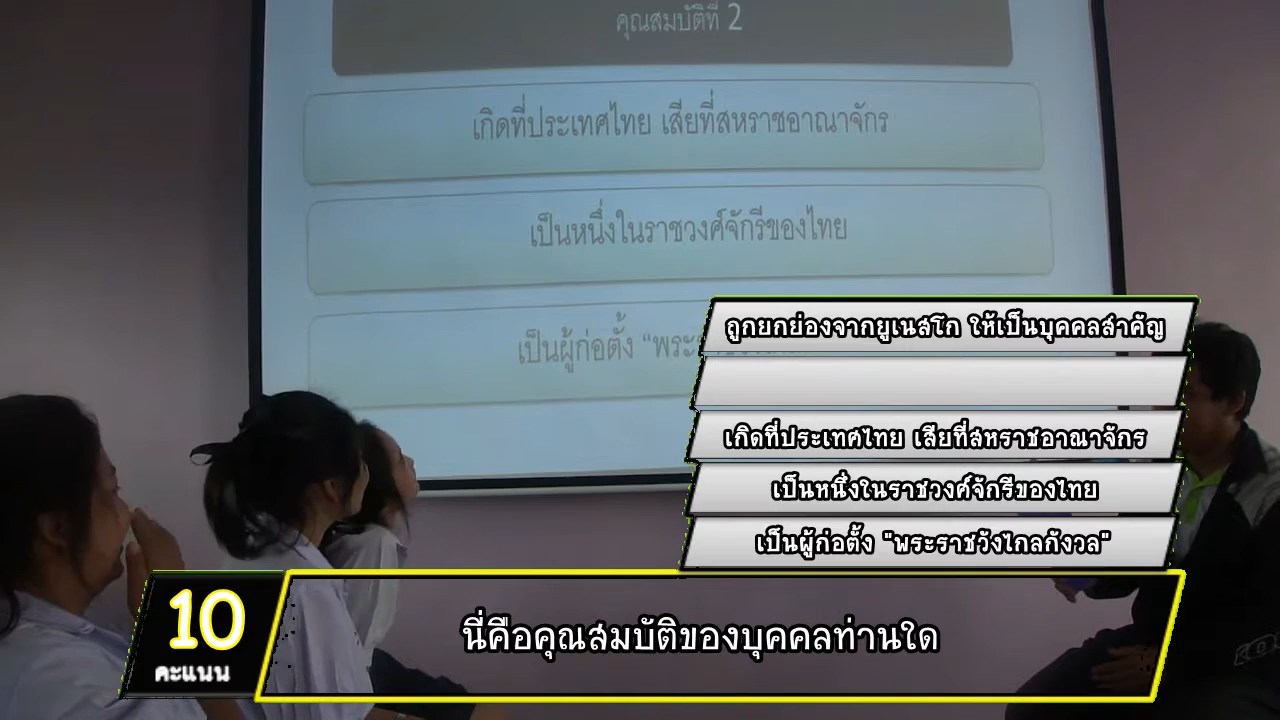 คุณสมบัติที่ 2
เกิดที่ประเทศไทย เสียที่สหราชอาณาจักร
เป็นหนึ่งในราชวงศ์จักรีของไทย
เป็นผู้ก่อตั้ง "พระ
ถูกยกย่องจากยูเนสโก ให้เป็นบุคคลสำคัญ
เกิดที่ประเทศไทย เสียที่สหราชอาณาจักร
เป็นหนึ่งในราชวงศ์จักรีของไทย
เป็นผู้ก่อตั้ง "พระราชวังไกลกังวล"
10
คะแนน
นี่คือคุณสมบัติของบุคคลท่านใด